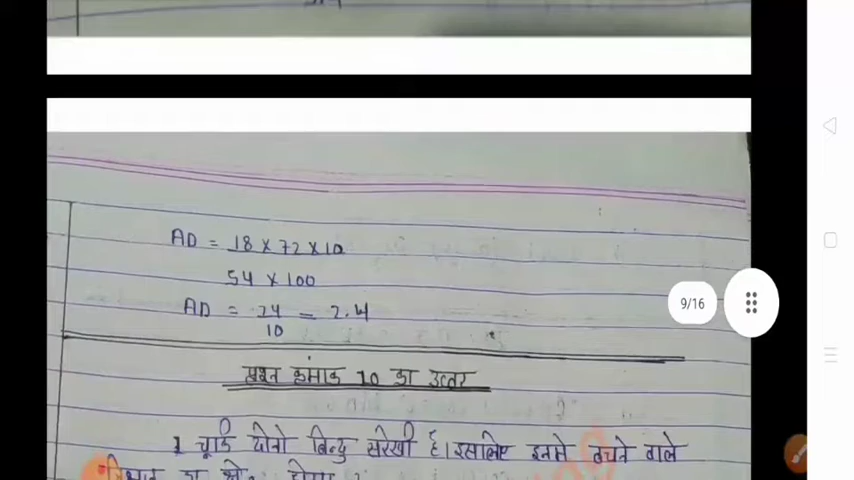 AD = 18 × 72 × 10
54 × 100
AD = 24 = 2.4
10
9/16
प्रश्न क्रमांक 10 का उत्तर
1 चूकि दोनो बिन्दु सरेखी है। इसलिए इनसे बचने वाले
होगा